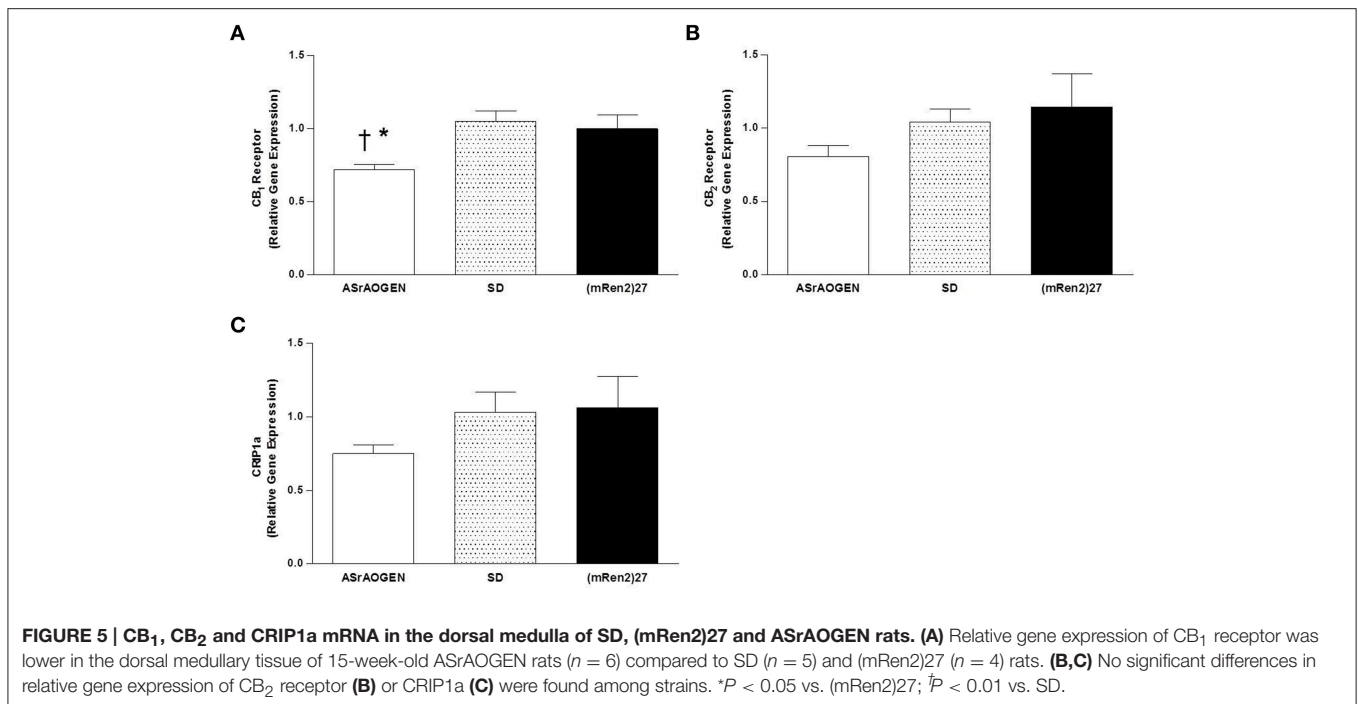 A
1.5
1.0
0.5
0.0
CB₁ Receptor
(Relative Gene Expression)
† *
ASrAOGEN SD (mRen2)27
B
1.5
1.0
0.5
0.0
CB₂ Receptor
(Relative Gene Expression)
ASrAOGEN SD (mRen2)27
C
1.5
1.0
0.5
0.0
CRIP1a
(Relative Gene Expression)
ASrAOGEN SD (mRen2)27
FIGURE 5 | CB₁, CB₂ and CRIP1a mRNA in the dorsal medulla of SD, (mRen2)27 and ASrAOGEN rats. (A) Relative gene expression of CB₁ receptor was
lower in the dorsal medullary tissue of 15-week-old ASrAOGEN rats (n = 6) compared to SD (n = 5) and (mRen2)27 (n = 4) rats. (B,C) No significant differences in
relative gene expression of CB₂ receptor (B) or CRIP1a (C) were found among strains. *P < 0.05 vs. (mRen2)27; †P < 0.01 vs. SD.